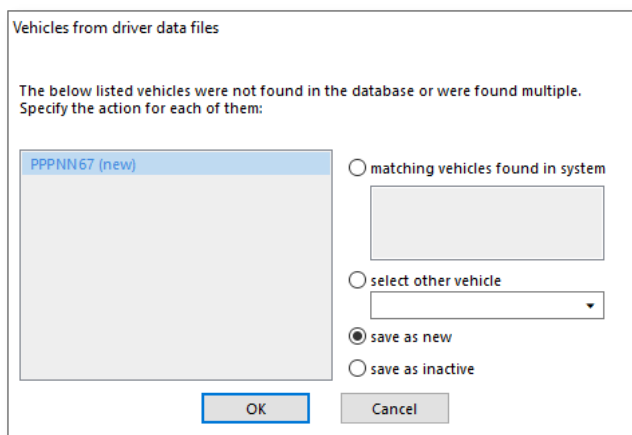 Vehicles from driver data files
The below listed vehicles were not found in the database or were found multiple.
Specify the action for each of them:
PPPNN67 (new)
matching vehicles found in system
select other vehicle
save as new
save as inactive
OK
Cancel